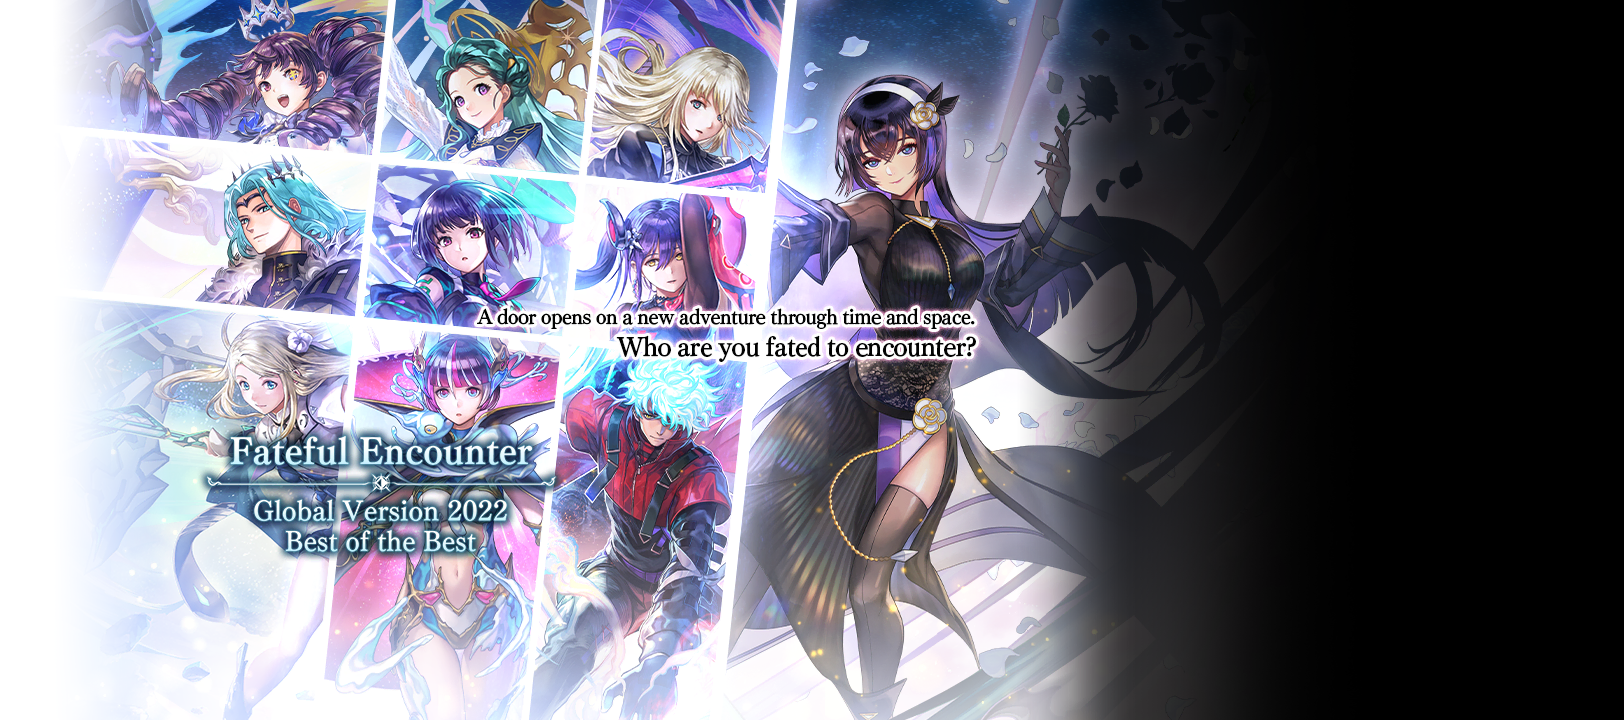 A door opens on a new adventure through time and space.
Who are you fated to encounter?
Fateful Encounter
Global Version 2022
Best of the Best